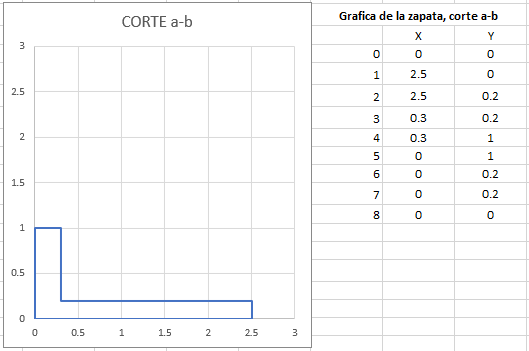 CORTE a-b
3
2.5
2
1.5
1
0.5
0
0 0.5 1 1.5 2 2.5 3
Grafica de la zapata, corte a-b
X Y
0 0 0
1 2.5 0
2 2.5 0.2
3 0.3 0.2
4 0.3 1
5 0 1
6 0 0.2
7 0 0.2
8 0 0